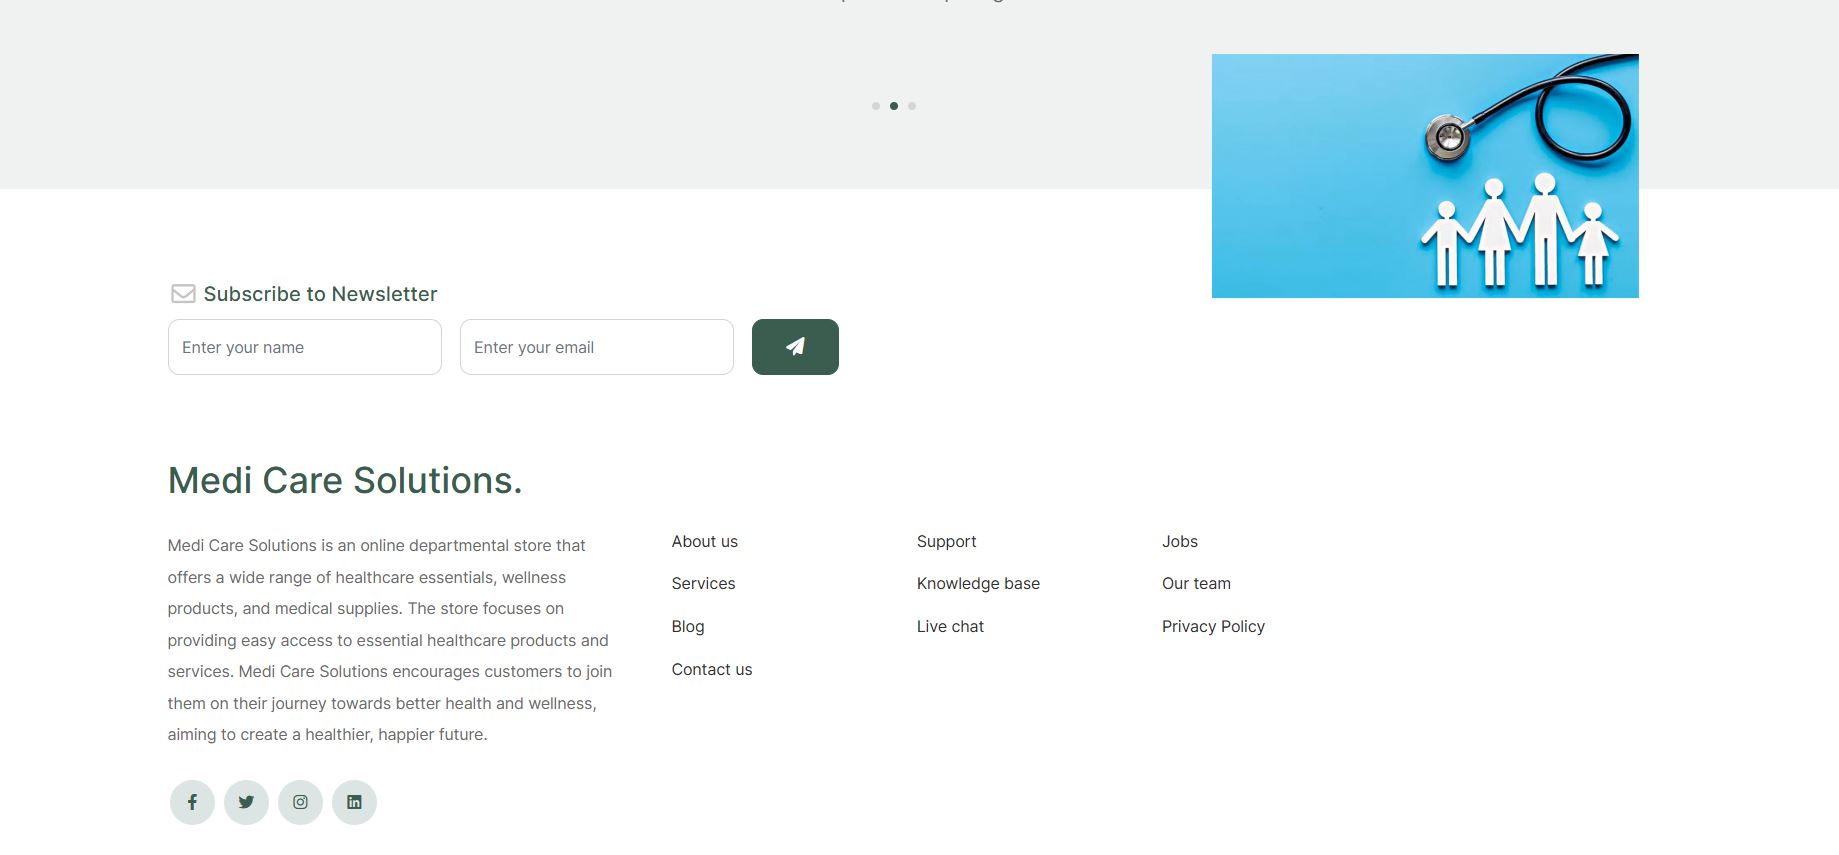 Subscribe to Newsletter
Enter your name
Enter your email
Medi Care Solutions.
Medi Care Solutions is an online departmental store that
offers a wide range of healthcare essentials, wellness
products, and medical supplies. The store focuses on
providing easy access to essential healthcare products and
services. Medi Care Solutions encourages customers to join
them on their journey towards better health and wellness,
aiming to create a healthier, happier future.
About us
Services
Blog
Contact us
Support
Knowledge base
Live chat
Jobs
Our team
Privacy Policy